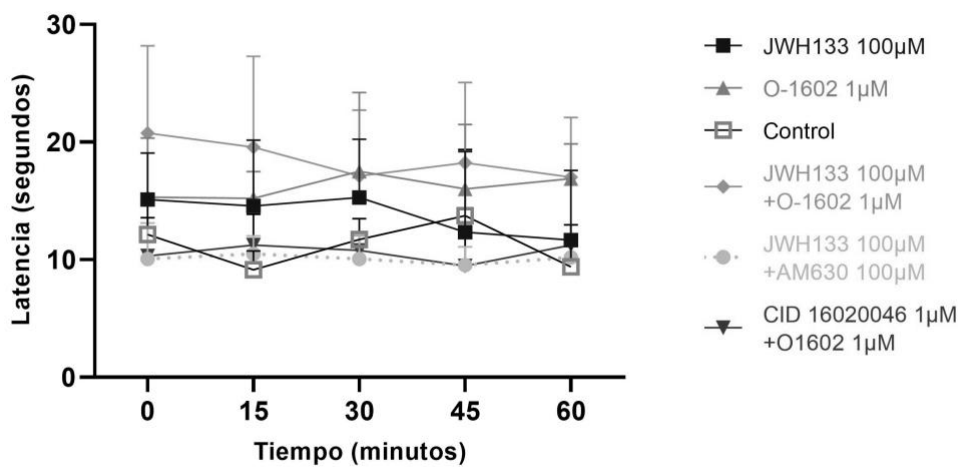 30
20
10
0
Latencia (segundos)
0 15 30 45 60
Tiempo (minutos)
JWH133 100µM
O-1602 1µM
Control
JWH133 100µM
+O-1602 1µM
JWH133 100µM
+AM630 100µM
CID 16020046 1µM
+O1602 1µM